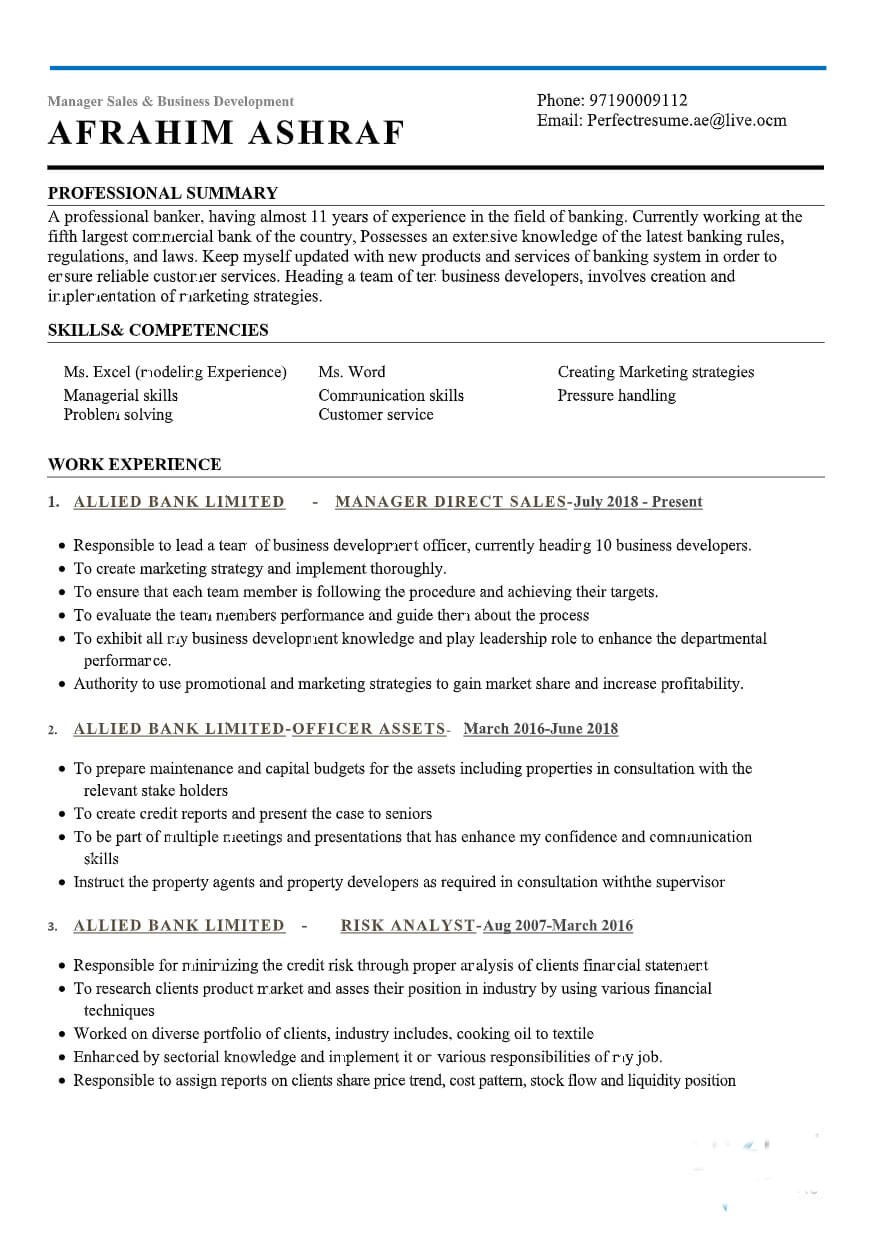 Manager Sales & Business Development
AFRAHIM ASHRAF
Phone: 97190009112
Email: Perfectresume.ae@live.ocm
PROFESSIONAL SUMMARY
A professional banker, having almost 11 years of experience in the field of banking. Currently working at the
fifth largest commercial bank of the country, Possesses an extensive knowledge of the latest banking rules,
regulations, and laws. Keep myself updated with new products and services of banking system in order to
ensure reliable customer services. Heading a team of ten business developers, involves creation and
implementation of marketing strategies.
SKILLS& COMPETENCIES
Ms. Excel (modeling Experience) Ms. Word Creating Marketing strategies
Managerial skills Communication skills Pressure handling
Problem solving Customer service
WORK EXPERIENCE
1. ALLIED BANK LIMITED - MANAGER DIRECT SALES-July 2018 - Present
• Responsible to lead a team of business development officer, currently heading 10 business developers.
• To create marketing strategy and implement thoroughly.
• To ensure that each team member is following the procedure and achieving their targets.
• To evaluate the team members performance and guide them about the process
• To exhibit all my business development knowledge and play leadership role to enhance the departmental
performance.
• Authority to use promotional and marketing strategies to gain market share and increase profitability.
2. ALLIED BANK LIMITED-OFFICER ASSETS- March 2016-June 2018
• To prepare maintenance and capital budgets for the assets including properties in consultation with the
relevant stake holders
• To create credit reports and present the case to seniors
• To be part of multiple meetings and presentations that has enhance my confidence and communication
skills
• Instruct the property agents and property developers as required in consultation withthe supervisor
3. ALLIED BANK LIMITED - RISK ANALYST-Aug 2007-March 2016
• Responsible for minimizing the credit risk through proper analysis of clients financial statement
• To research clients product market and asses their position in industry by using various financial
techniques
• Worked on diverse portfolio of clients, industry includes, cooking oil to textile
• Enhanced by sectorial knowledge and implement it on various responsibilities of my job.
• Responsible to assign reports on clients share price trend, cost pattern, stock flow and liquidity position